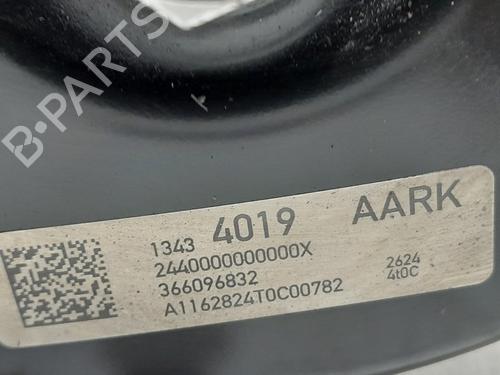 B-PARTS
1343 4019 AARK
2440000000000X
366096832 2624
A1162824T0C00782 4t0C